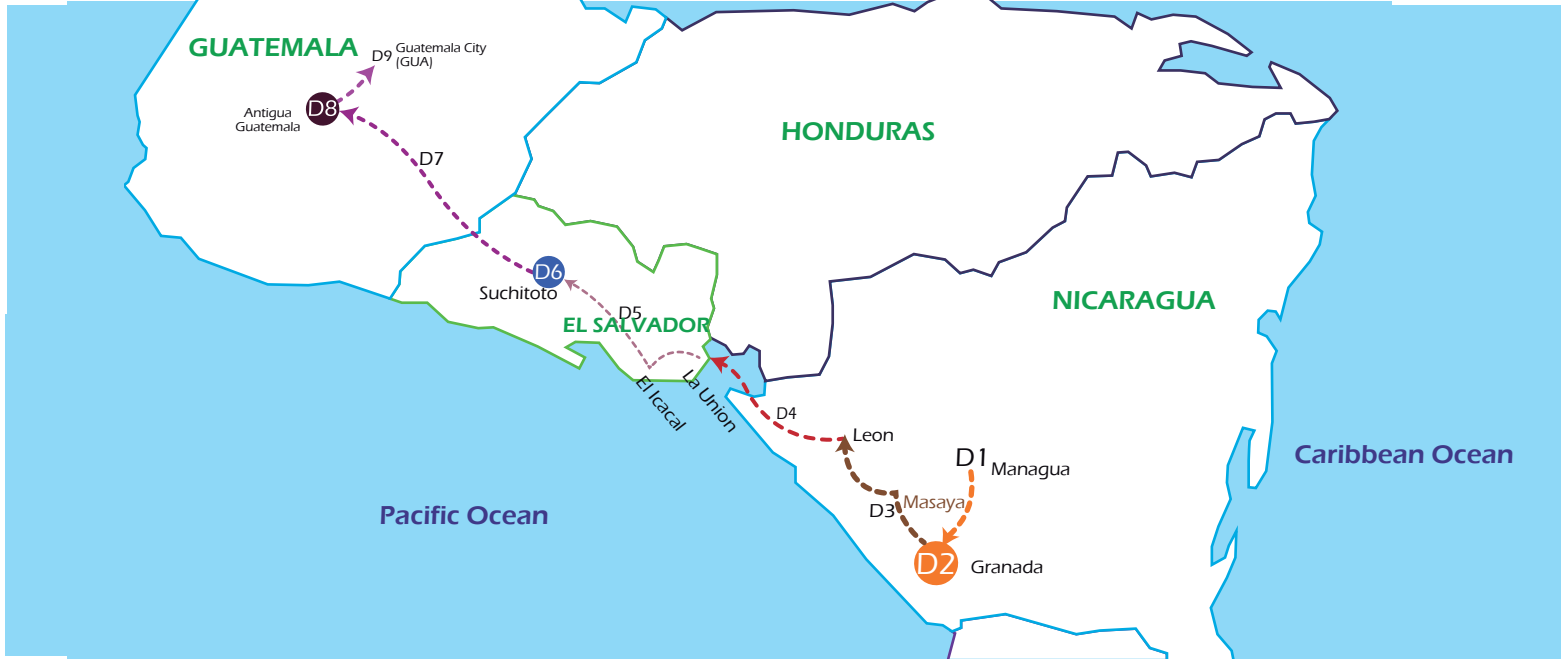 GUATEMALA
D9 Guatemala City
(GUA)
D8
Antigua
Guatemala
D7
HONDURAS
D6
Suchitoto
D5
EL SALVADOR
NICARAGUA
El Icacal
La Union
D4
Leon
D1 Managua
Masaya
D3
D2 Granada
Pacific Ocean
Caribbean Ocean